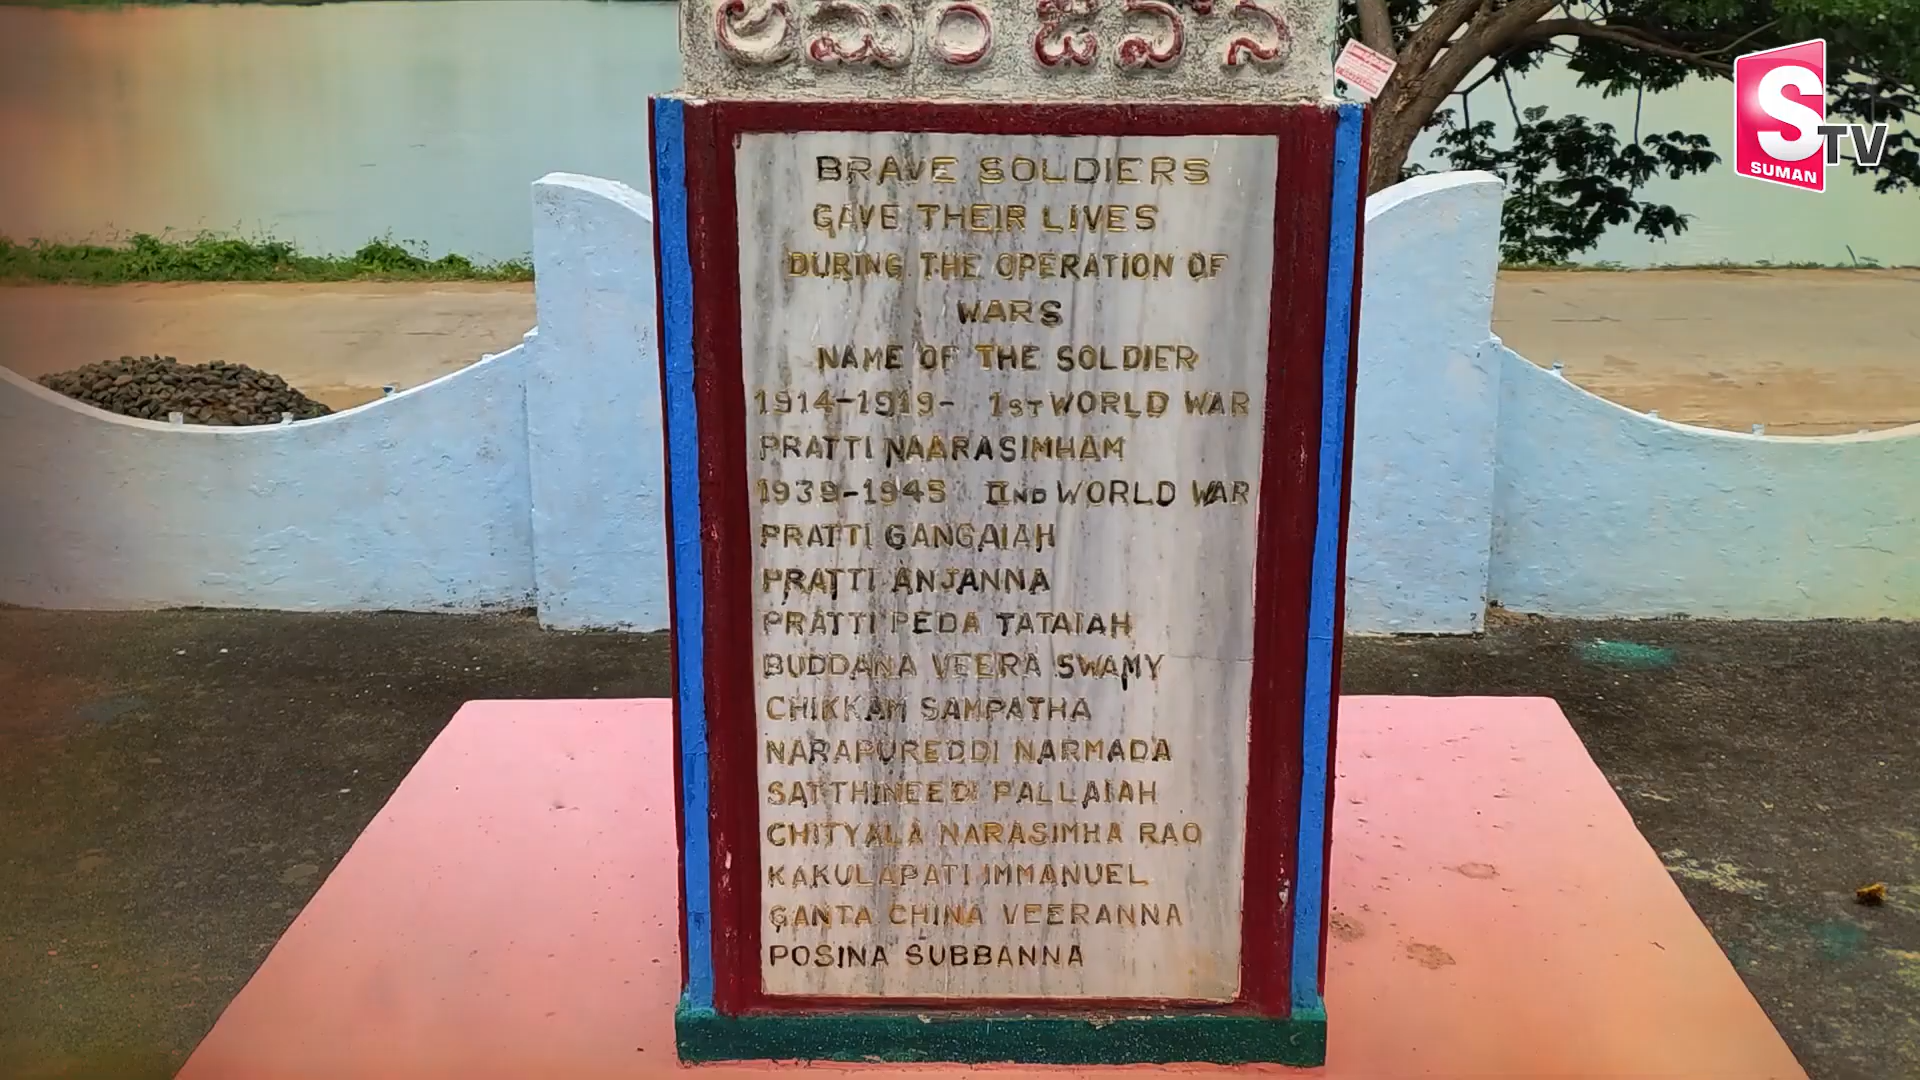 అమం జవాన
S
TV
SUMAN
BRAVE SOLDIERS
GAVE THEIR LIVES
DURING THE OPERATION OF
WARS
NAME OF THE SOLDIER
1914-1919- 1ST WORLD WAR
PRATTI NAARASIMHAM
1939-1945 IIND WORLD WAR
PRATTI GANGAIAH
PRATTI ANJANNA
PRATTI PEDA TATAIAH
BUDDANA VEERA SWAMY
CHIKKAM SAMPATHA
NARAPUREDDI NARMADA
SATTHINEEDI PALLAIAH
CHITYALA NARASIMHA RAO
KAKULAPATI IMMANUEL
GANTA CHINA VEERANNA
POSINA SUBBANNA